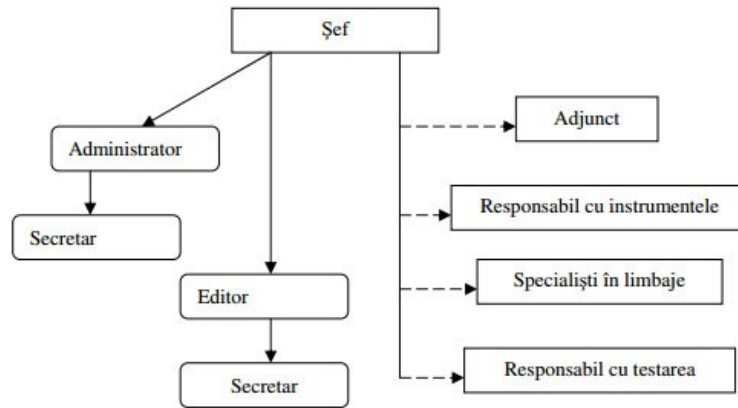 Şef
Adjunct
Administrator
Responsabil cu instrumentele
Secretar
Specialişti în limbaje
Editor
Responsabil cu testarea
Secretar